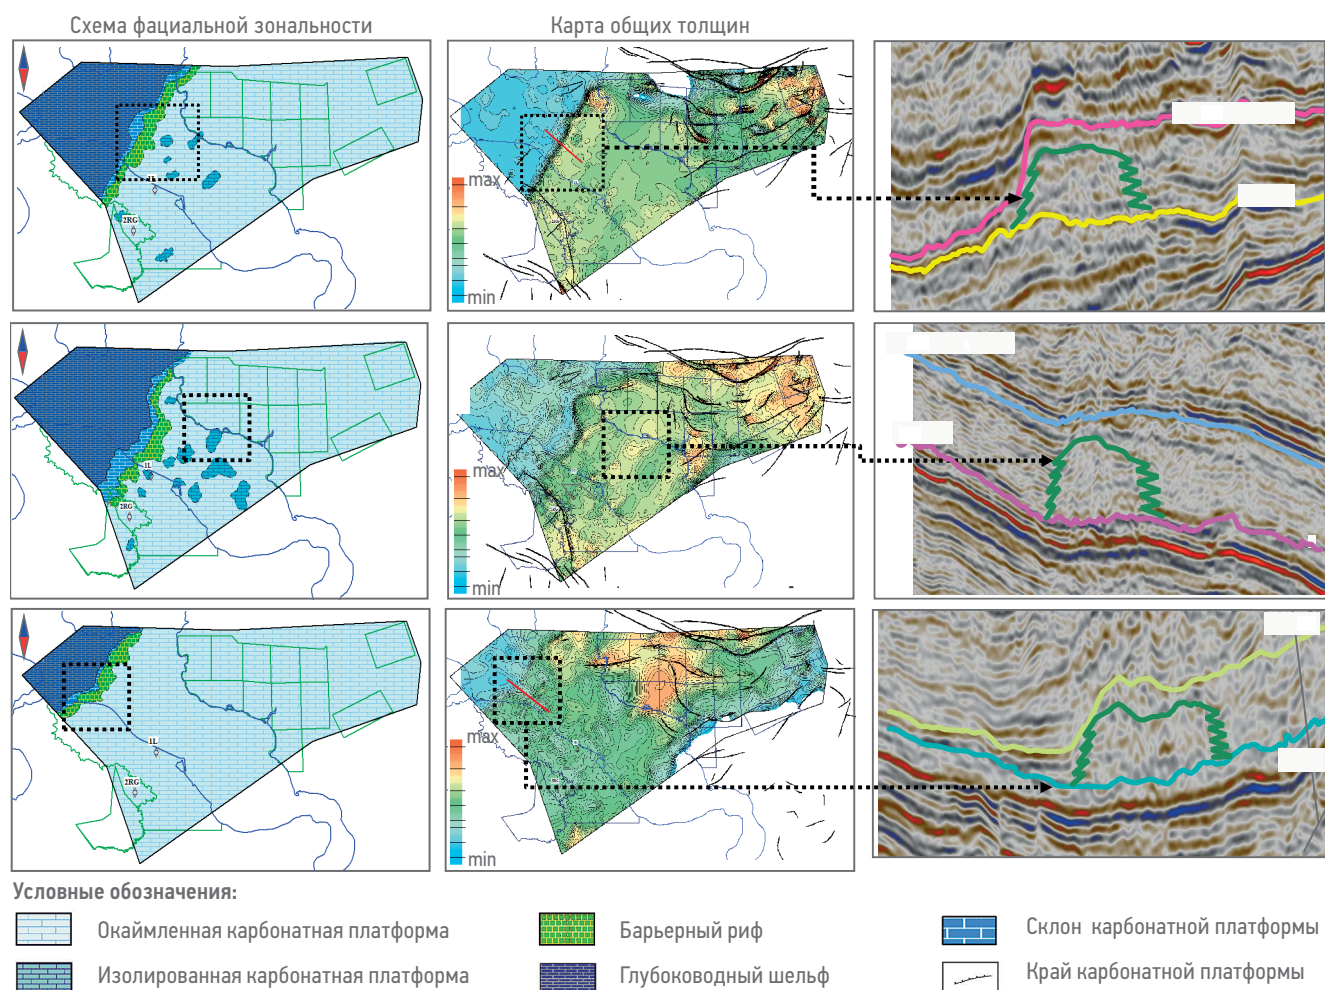 Схема фациальной зональности
Карта общих толщин
1L
2RG
max
min
1L
2RG
max
min
1L
2RG
max
min
Условные обозначения:
Окаймленная карбонатная платформа
Барьерный риф
Склон карбонатной платформы
Изолированная карбонатная платформа
Глубоководный шельф
Край карбонатной платформы